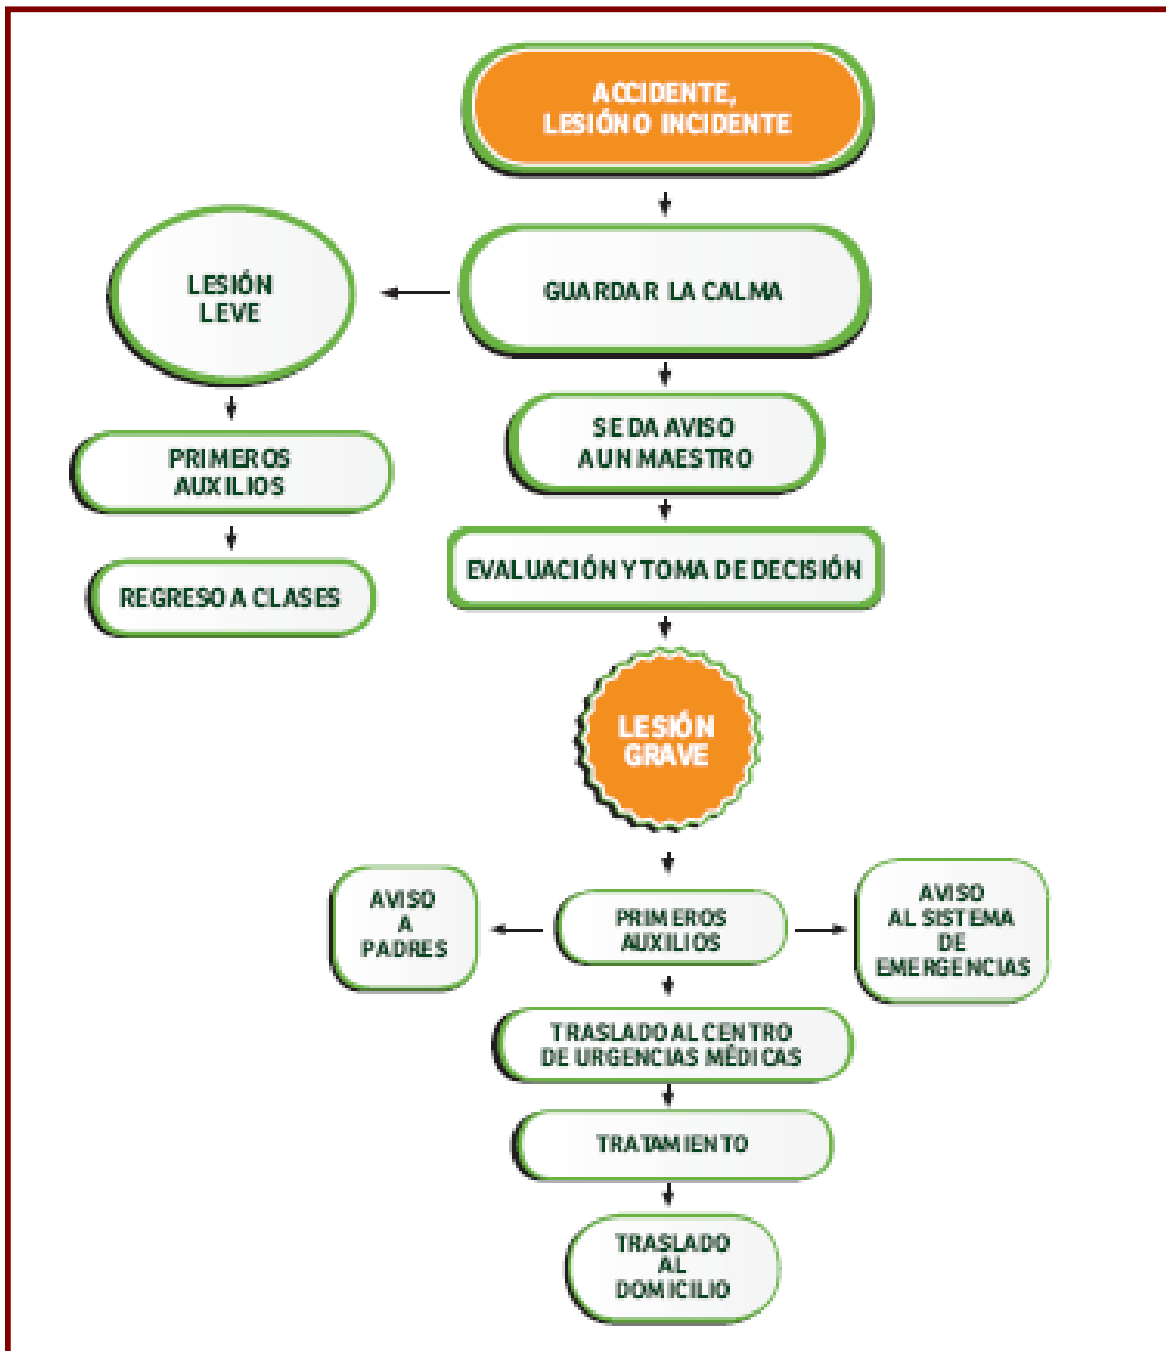 ACCIDENTE,
LESIÓN O INCIDENTE
GUARDAR LA CALMA
LESIÓN
LEVE
PRIMEROS
AUXILIOS
REGRESO A CLASES
SE DA AVISO
A UN MAESTRO
EVALUACIÓN Y TOMA DE DECISIÓN
LESIÓN
GRAVE
AVISO
A
PADRES
PRIMEROS
AUXILIOS
AVISO
AL SISTEMA
DE
EMERGENCIAS
TRASLADO AL CENTRO
DE URGENCIAS MÉDICAS
TRATAMIENTO
TRASLADO
AL
DOMICILIO